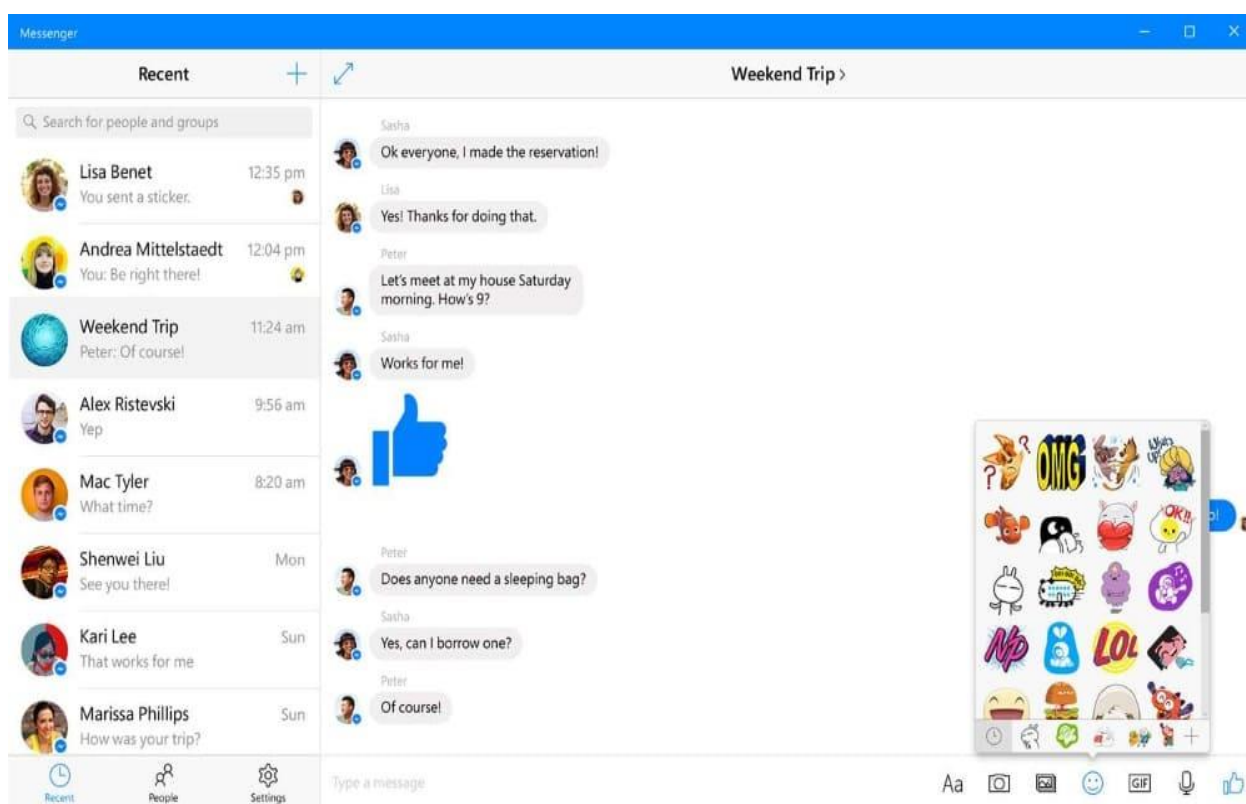 Messenger
Recent
Search for people and groups
Lisa Benet 12:35 pm
You sent a sticker.
Andrea Mittelstaedt 12:04 pm
You: Be right there!
Weekend Trip 11:24 am
Peter: Of course!
Alex Ristevski 9:56 am
Yep
Mac Tyler 8:20 am
What time?
Shenwei Liu Mon
See you there!
Kari Lee Sun
That works for me
Marissa Phillips Sun
How was your trip?
Recent People Settings
Weekend Trip >
Sasha
Ok everyone, I made the reservation!
Lisa
Yes! Thanks for doing that.
Peter
Let's meet at my house Saturday
morning. How's 9?
Sasha
Works for me!
Peter
Does anyone need a sleeping bag?
Sasha
Yes, can I borrow one?
Peter
Of course!
OMG WHAT'S UP?
OK!!
NP LOL
Type a message
Aa GIF